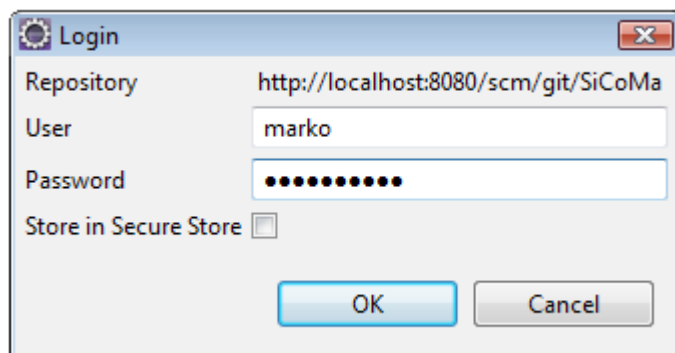 Login
Repository http://localhost:8080/scm/git/SiCoMa
User marko
Password ●●●●●●●●●●
Store in Secure Store
OK Cancel